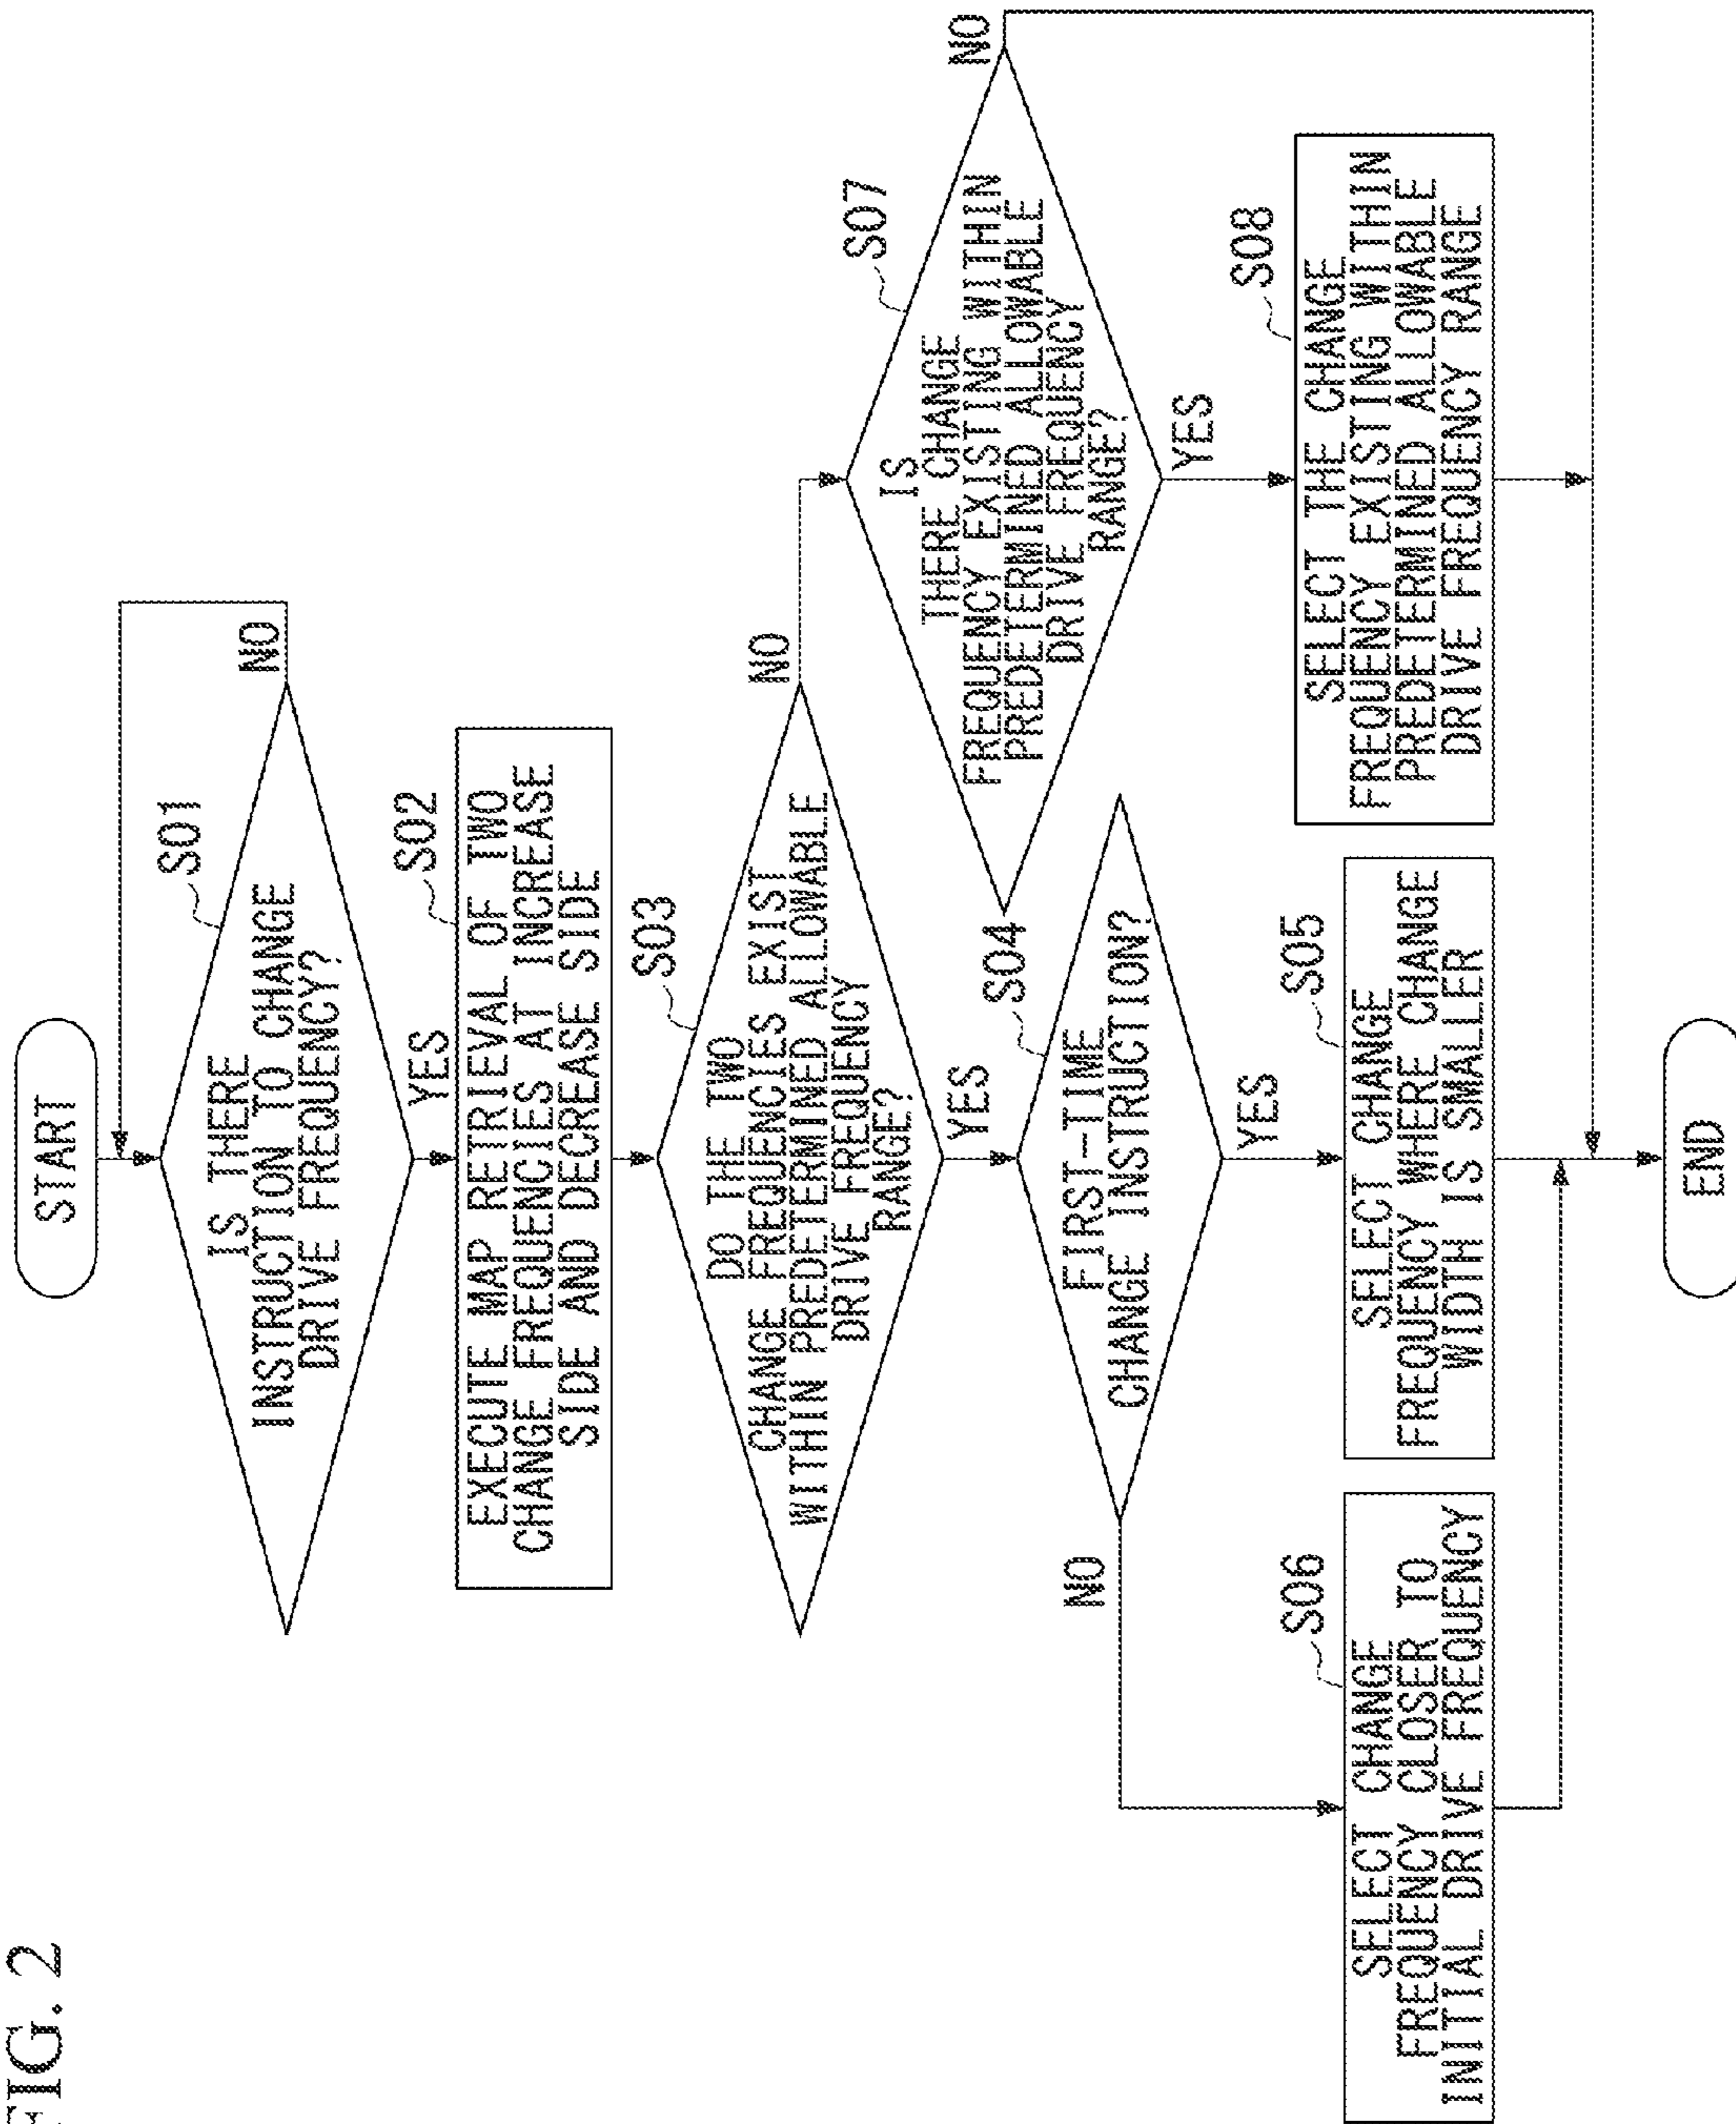 FIG. 2
START
S01
IS THERE
INSTRUCTION TO CHANGE
DRIVE FREQUENCY?
NO
YES
S02
EXECUTE MAP RETRIEVAL OF TWO
CHANGE FREQUENCIES AT INCREASE
SIDE AND DECREASE SIDE
S03
DO THE TWO
CHANGE FREQUENCIES EXIST
WITHIN PREDETERMINED ALLOWABLE
DRIVE FREQUENCY
RANGE?
NO
YES
S04
FIRST-TIME
CHANGE INSTRUCTION?
NO
YES
S05
SELECT CHANGE
FREQUENCY WHERE CHANGE
WIDTH IS SMALLER
S06
SELECT CHANGE
FREQUENCY CLOSER TO
INITIAL DRIVE FREQUENCY
S07
IS
THERE CHANGE
FREQUENCY EXISTING WITHIN
PREDETERMINED ALLOWABLE
DRIVE FREQUENCY
RANGE?
NO
YES
S08
SELECT THE CHANGE
FREQUENCY EXISTING WITHIN
PREDETERMINED ALLOWABLE
DRIVE FREQUENCY RANGE
END